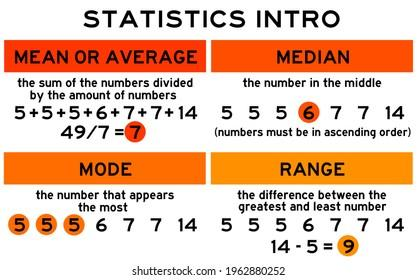 STATISTICS INTRO
MEAN OR AVERAGE
the sum of the numbers divided
by the amount of numbers
5+5+5+6+7+7+14
49/7 = 7
MEDIAN
the number in the middle
5 5 5 6 7 7 14
(numbers must be in ascending order)
MODE
the number that appears
the most
5 5 5 6 7 7 14
RANGE
the difference between the
greatest and least number
5 5 5 6 7 7 14
14 - 5 = 9
shutterstock.com · 1962880252